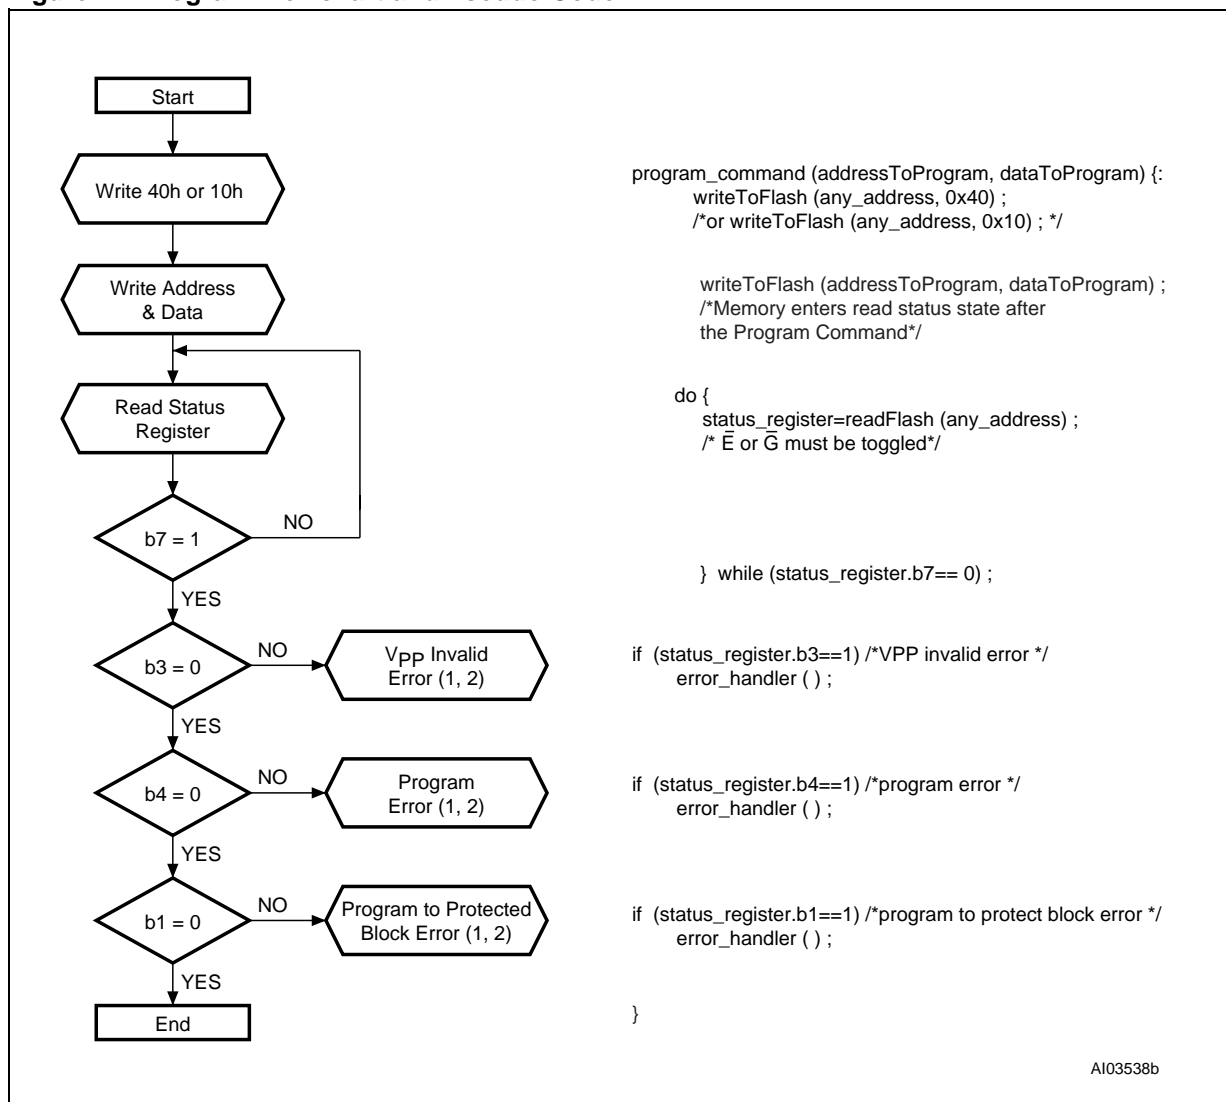 Start
Write 40h or 10h
Write Address
& Data
Read Status
Register
b7 = 1
NO
YES
b3 = 0
NO
VPP Invalid
Error (1, 2)
YES
b4 = 0
NO
Program
Error (1, 2)
YES
b1 = 0
NO
Program to Protected
Block Error (1, 2)
YES
End
program_command (addressToProgram, dataToProgram) {:
writeToFlash (any_address, 0x40) ;
/*or writeToFlash (any_address, 0x10) ; */
writeToFlash (addressToProgram, dataToProgram) ;
/*Memory enters read status state after
the Program Command*/
do {
status_register=readFlash (any_address) ;
/* E̅ or G̅ must be toggled*/
} while (status_register.b7== 0) ;
if (status_register.b3==1) /*VPP invalid error */
error_handler ( ) ;
if (status_register.b4==1) /*program error */
error_handler ( ) ;
if (status_register.b1==1) /*program to protect block error */
error_handler ( ) ;
}
AI03538b